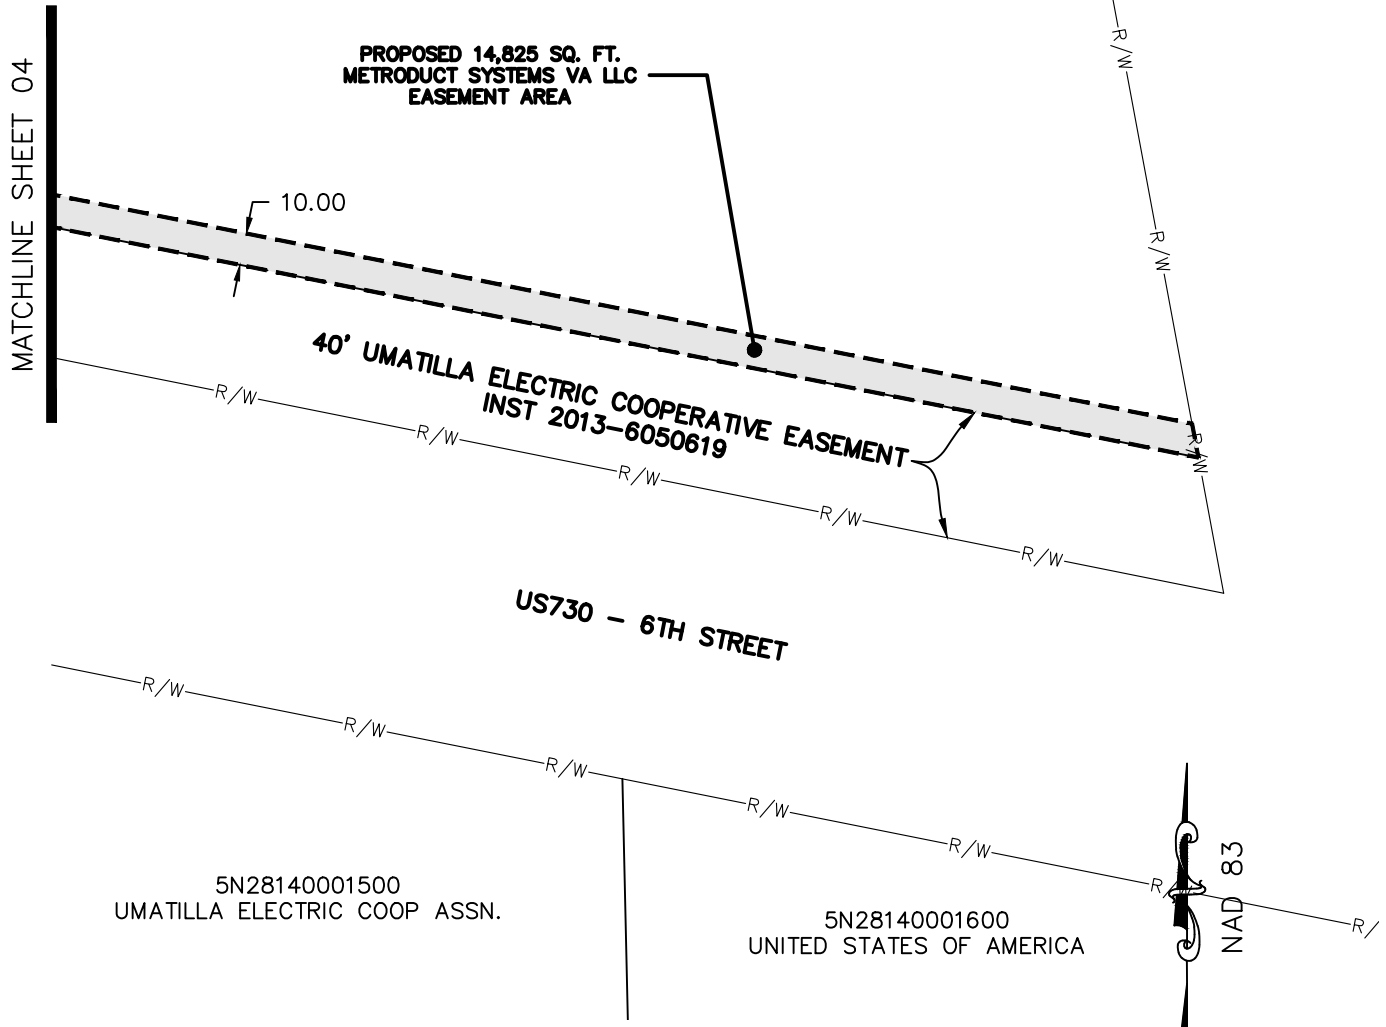 MATCHLINE SHEET 04
PROPOSED 14,825 SQ. FT.
METRODUCT SYSTEMS VA LLC
EASEMENT AREA
R/W
10.00
R/W
40' UMATILLA ELECTRIC COOPERATIVE EASEMENT
INST 2013-6050619
R/W
R/W
R/W
R/W
R/W
R/W
US730 - 6TH STREET
R/W
R/W
R/W
R/W
R/W
R/W
R/
5N28140001500
UMATILLA ELECTRIC COOP ASSN.
5N28140001600
UNITED STATES OF AMERICA
NAD 83